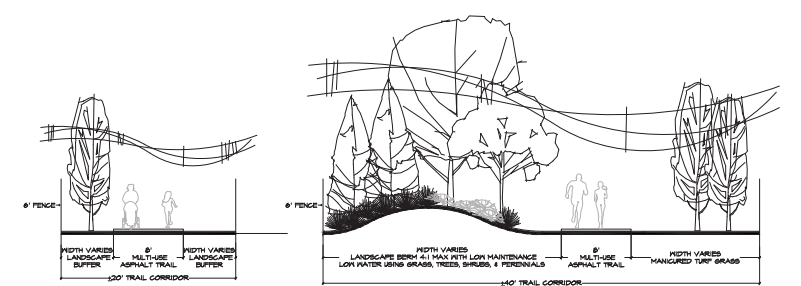 6' FENCE
WIDTH VARIES
LANDSCAPE
BUFFER
8'
MULTI-USE
ASPHALT TRAIL
WIDTH VARIES
LANDSCAPE
BUFFER
±20' TRAIL CORRIDOR
6' FENCE
WIDTH VARIES
LANDSCAPE BERM 4:1 MAX WITH LOW MAINTENANCE
LOW WATER USING GRASS, TREES, SHRUBS, & PERENNIALS
8'
MULTI-USE
ASPHALT TRAIL
WIDTH VARIES
MANICURED TURF GRASS
±40' TRAIL CORRIDOR